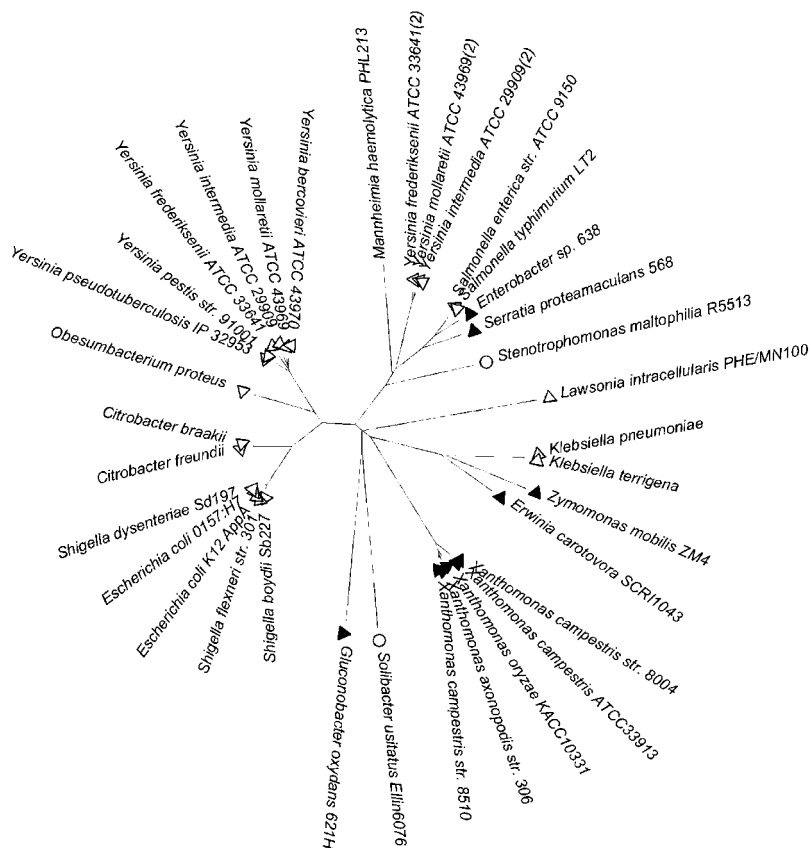 Mannheimia haemolytica PHL213
Yersinia frederiksenii ATCC 33641(2)
Yersinia mollaretii ATCC 43969(2)
Yersinia intermedia ATCC 29909(2)
Salmonella enterica str. ATCC 9150
Salmonella typhimurium LT2
Enterobacter sp. 638
Serratia proteamaculans 568
Stenotrophomonas maltophilia R5513
Lawsonia intracellularis PHE/MN100
Klebsiella pneumoniae
Klebsiella terrigena
Zymomonas mobilis ZM4
Erwinia carotovora SCRI1043
Xanthomonas campestris str. 8004
Xanthomonas campestris ATCC33913
Xanthomonas oryzae KACC10331
Xanthomonas axonopodis str. 306
Xanthomonas campestris str. 8510
Solibacter usitatus Ellin6076
Gluconobacter oxydans 621H
Shigella boydi Sb227
Shigella flexneri str. 301
Escherichia coli K12 AppA
Escherichia coli 0157:H7
Shigella dysenteriae Sd197
Citrobacter freundii
Citrobacter braakii
Obesumbacterium proteus
Yersinia pseudotuberculosis IP 32953
Yersinia pestis str. 91001
Yersinia frederiksenii ATCC 33641
Yersinia intermedia ATCC 29909
Yersinia mollaretii ATCC 43969
Yersinia bercovieri ATCC 43970